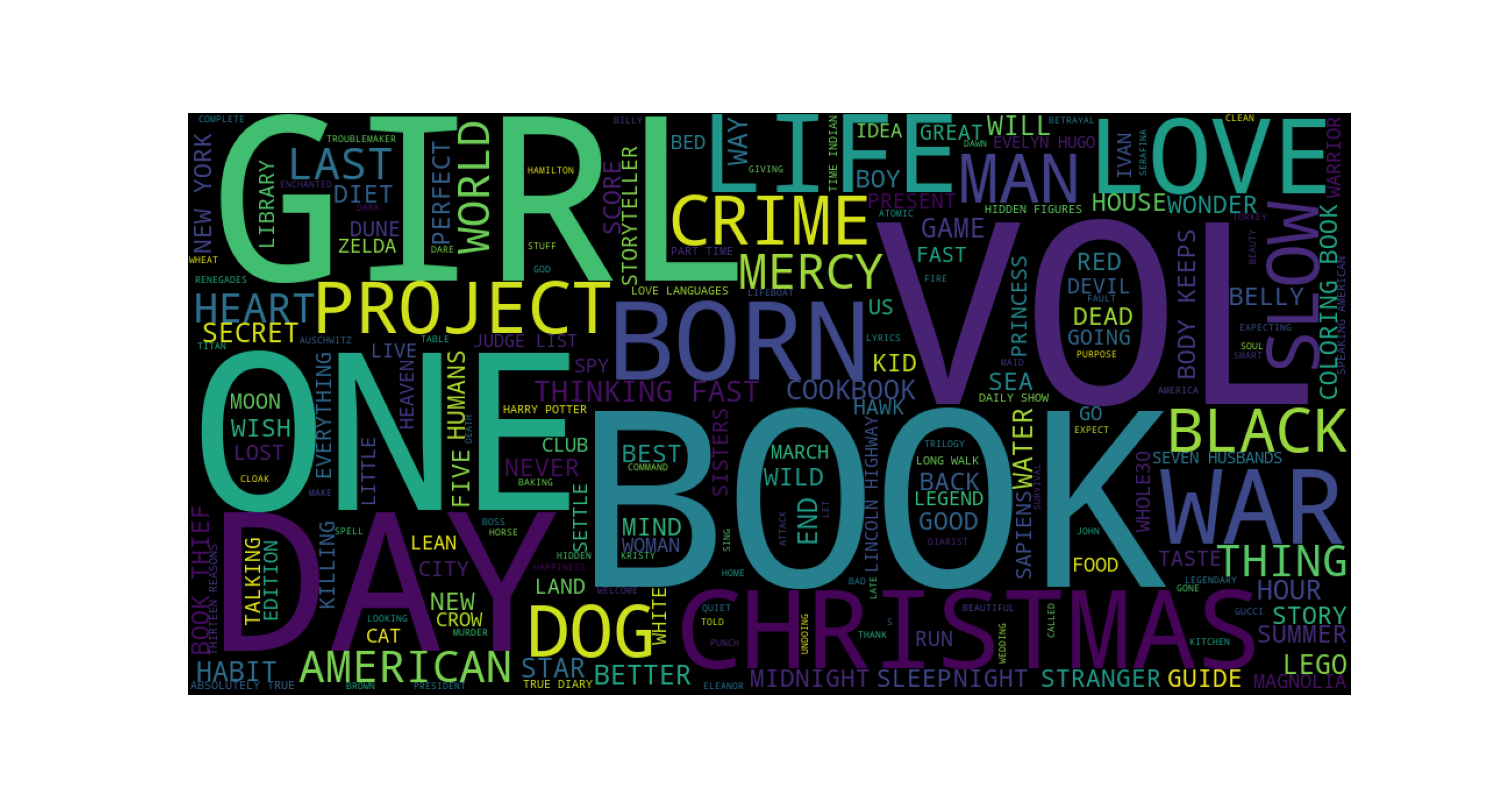 COMPLETE
TROUBLEMAKER
NEW YORK
LIBRARY
GIRL
LAST
ENCHANTED
DIET
DARK
DUNE
ZELDA
PERFECT
DARE
WORLD
HAMILTON
STUFF
GOD
BILLY
SCORE
STORYTELLER
BED
WAY
LIFE
GIVING
TIME INDIAN
IDEA
BOY
GREAT
DAWN
WILL
EVELYN HUGO
BETRAYAL
MAN
LOVE
IVAN
SERAFINA
CLEAN
WARRIOR
CRIME
PART TIME
PRESENT
ATOMIC
HIDDEN FIGURES
HOUSE
WONDER
TURKEY
GAME
FAST
FIRE
MERCY
LOVE LANGUAGES
LIFEBOAT
WHEAT
RENEGADES
HEART
SECRET
TITAN
PROJECT
AUSCHWITZ
LIVE
TABLE
JUDGE LIST
BORN
US
LYRICS
KID
VOL
PRINCESS
MAID
RED
DEVIL
FAULT
DEAD
GOING
PURPOSE
BODY KEEPS
BELLY
BEAUTY
SLOW
EXPECTING
SOUL
SMART
COLORING BOOK
SPEAKING AMERICAN
SPY
THINKING FAST
COOKBOOK
HAWK
SEA
DAILY SHOW
AMERICA
ONE
MOON
WISH
LOST
CLOAK
EVERYTHING
MAKE
HEAVEN
LITTLE
FIVE HUMANS
DEATH
HARRY POTTER
CLUB
NEVER
BAKING
SETTLE
BOOK
BEST
COMMAND
MIND
WOMAN
SISTERS
MARCH
WILD
END
ATTACK
LET
LINCOLN HIGHWAY
TRILOGY
LONG WALK
BACK
LEGEND
GOOD
DIARIST
WATER
SAPIENS
SURVIVAL
GO
EXPECT
BLACK
SEVEN HUSBANDS
WHOLE30
WAR
JOHN
FOOD
TASTE
THING
LEGENDARY
GONE
HOUR
GUCCI
STORY
SUMMER
BOOK THIEF
THIRTEEN REASONS
DAY
TALKING
EDITION
KILLING
SPELL
LEAN
CITY
LOOKING
CAT
NEW
CROW
MURDER
BOSS
HORSE
HIDDEN
HAPPINESS
KRISTY
WELCOME
LAND
DOG
WHITE
SING
HOME
BAD
LATE
CHRISTMAS
QUIET
TOLD
PUNCH
UNDOING
THANK
S
RUN
BEAUTIFUL
WEDDING
CALLED
KITCHEN
HABIT
ABSOLUTELY TRUE
AMERICAN
BROWN
PRESIDENT
STAR
TRUE DIARY
BETTER
ELEANOR
MIDNIGHT
SLEEP
NIGHT
STRANGER
GUIDE
LEGO
MAGNOLIA